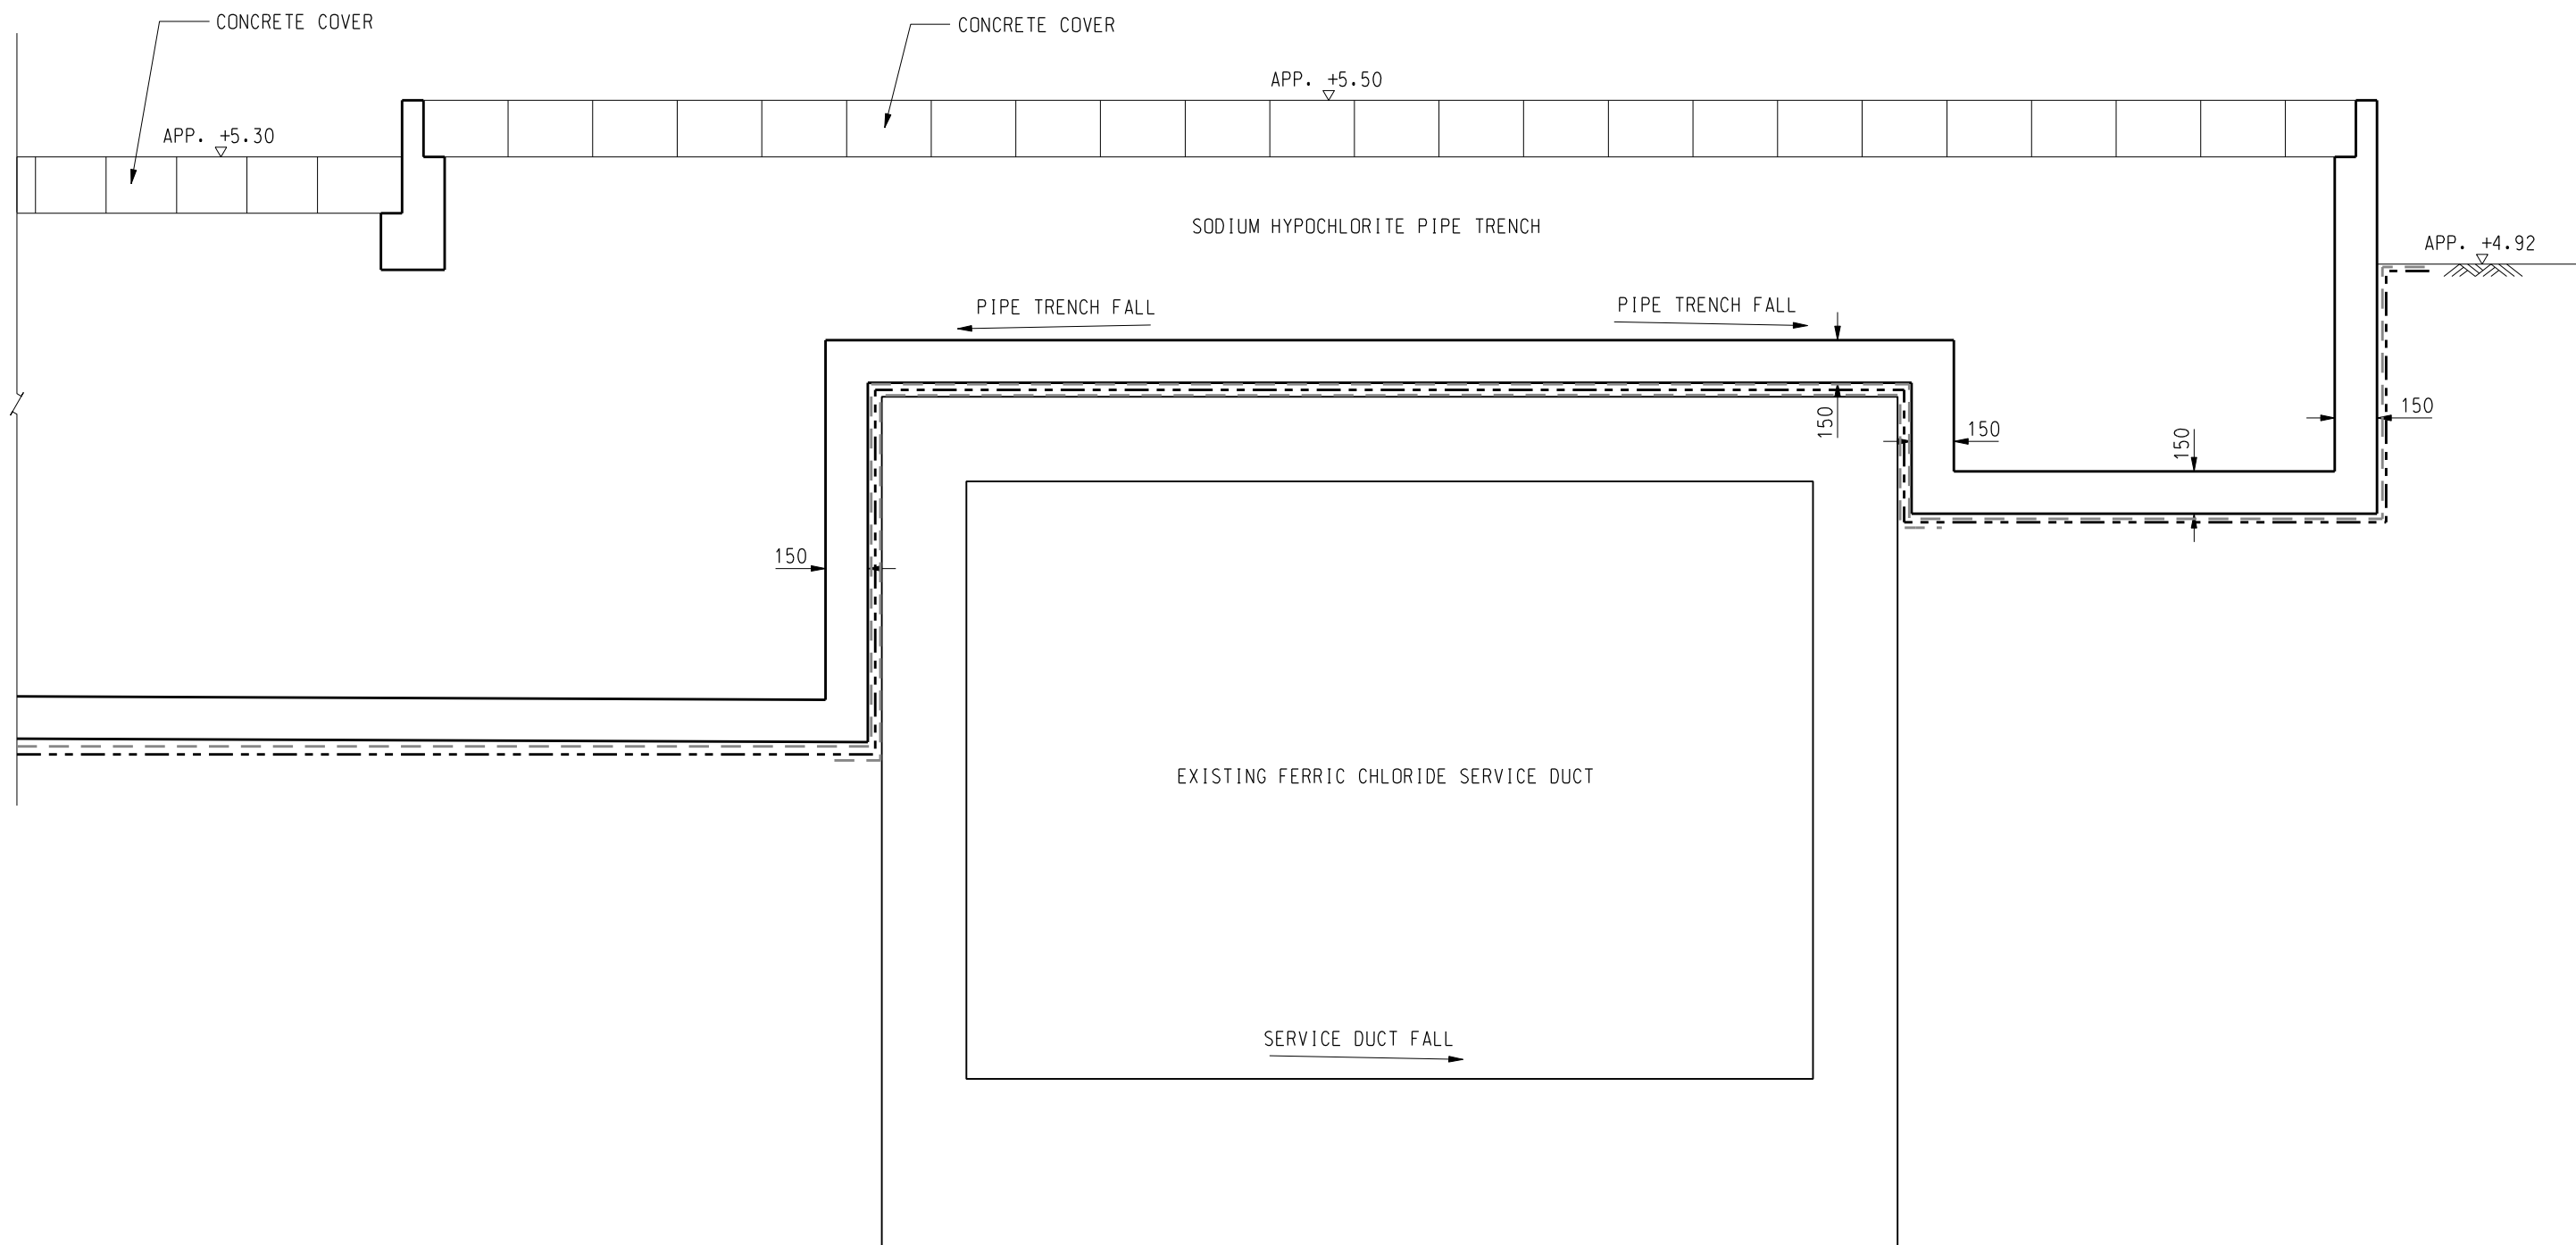 CONCRETE COVER
CONCRETE COVER
APP. +5.50
APP. +5.30
SODIUM HYPOCHLORITE PIPE TRENCH
APP. +4.92
PIPE TRENCH FALL
PIPE TRENCH FALL
150
150
150
150
150
EXISTING FERRIC CHLORIDE SERVICE DUCT
SERVICE DUCT FALL